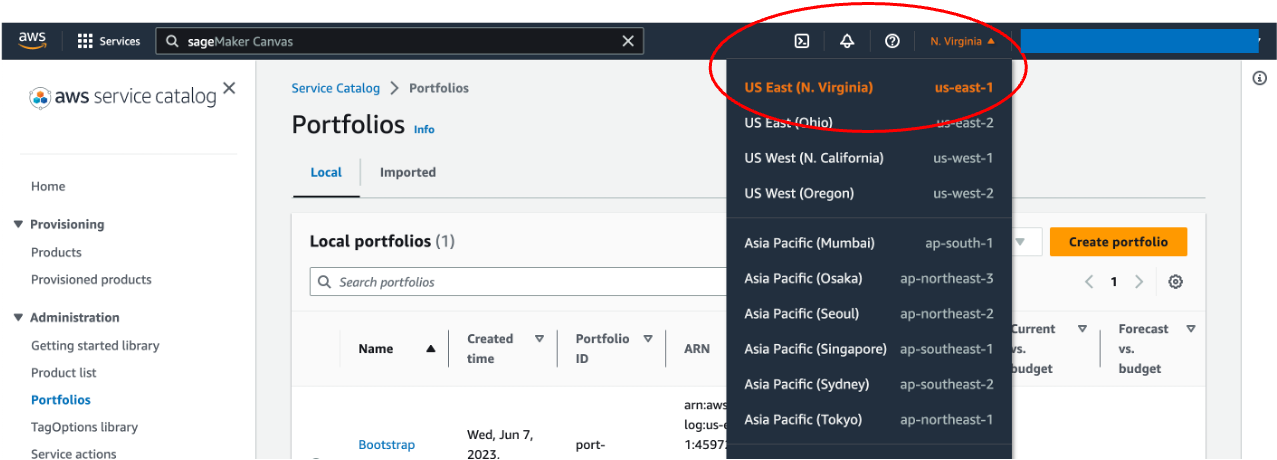 aws Services sageMaker Canvas N. Virginia
aws service catalog
Home
Provisioning
Products
Provisioned products
Administration
Getting started library
Product list
Portfolios
TagOptions library
Service actions
Service Catalog Portfolios
Portfolios Info
Local Imported
Local portfolios (1)
Create portfolio
Search portfolios
1
Name
Created time
Portfolio ID
ARN
Current vs. budget
Forecast vs. budget
Bootstrap
Wed, Jun 7,
2023,
port-
arn:aws
log:us-e
US East (N. Virginia) us-east-1
US East (Ohio) us-east-2
US West (N. California) us-west-1
US West (Oregon) us-west-2
Asia Pacific (Mumbai) ap-south-1
Asia Pacific (Osaka) ap-northeast-3
Asia Pacific (Seoul) ap-northeast-2
Asia Pacific (Singapore) ap-southeast-1
Asia Pacific (Sydney) ap-southeast-2
Asia Pacific (Tokyo) ap-northeast-1